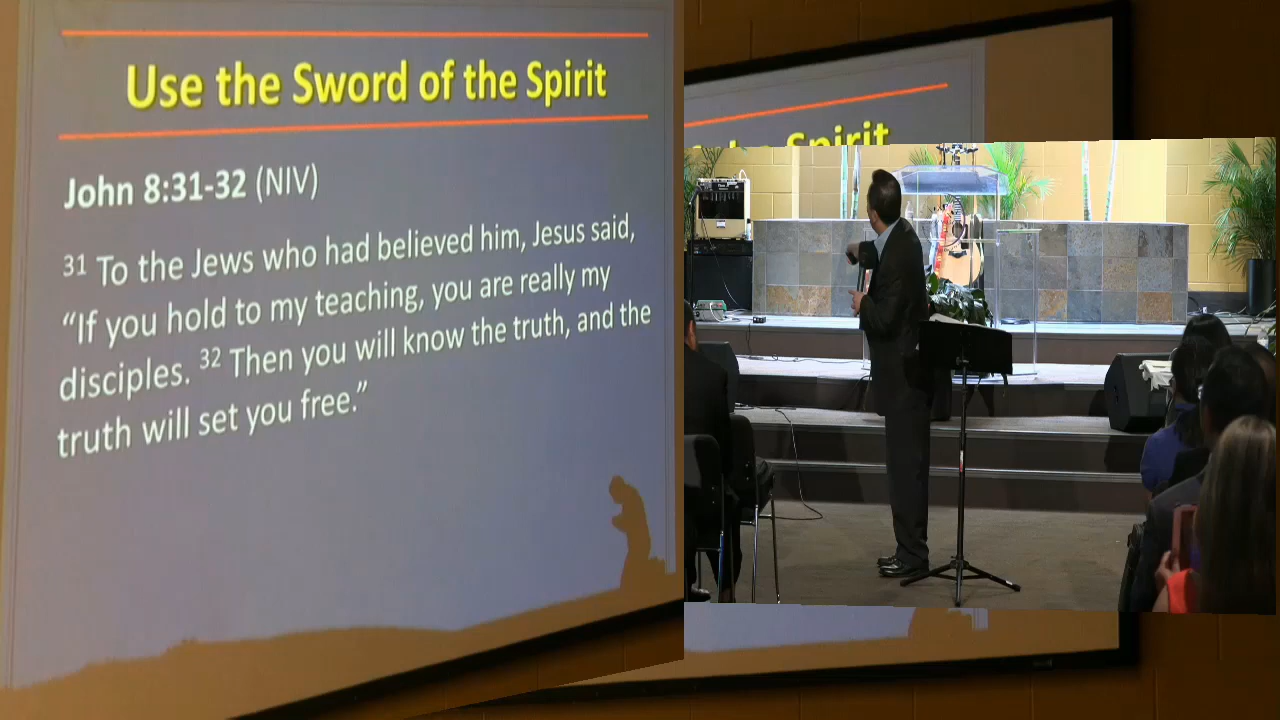 Use the Sword of the Spirit
John 8:31-32 (NIV)
31 To the Jews who had believed him, Jesus said,
“If you hold to my teaching, you are really my
disciples. 32 Then you will know the truth, and the
truth will set you free.”
Spirit